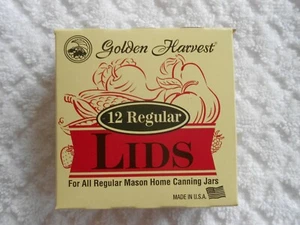 Golden Harvest®
12 Regular
LIDS
For All Regular Mason Home Canning Jars
MADE IN U.S.A.